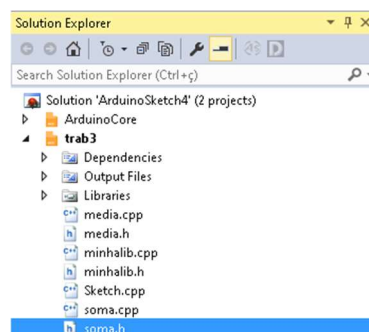 Solution Explorer
Search Solution Explorer (Ctrl+ç)
Solution 'ArduinoSketch4' (2 projects)
ArduinoCore
trab3
Dependencies
Output Files
Libraries
media.cpp
media.h
minhalib.cpp
minhalib.h
Sketch.cpp
soma.cpp
soma.h